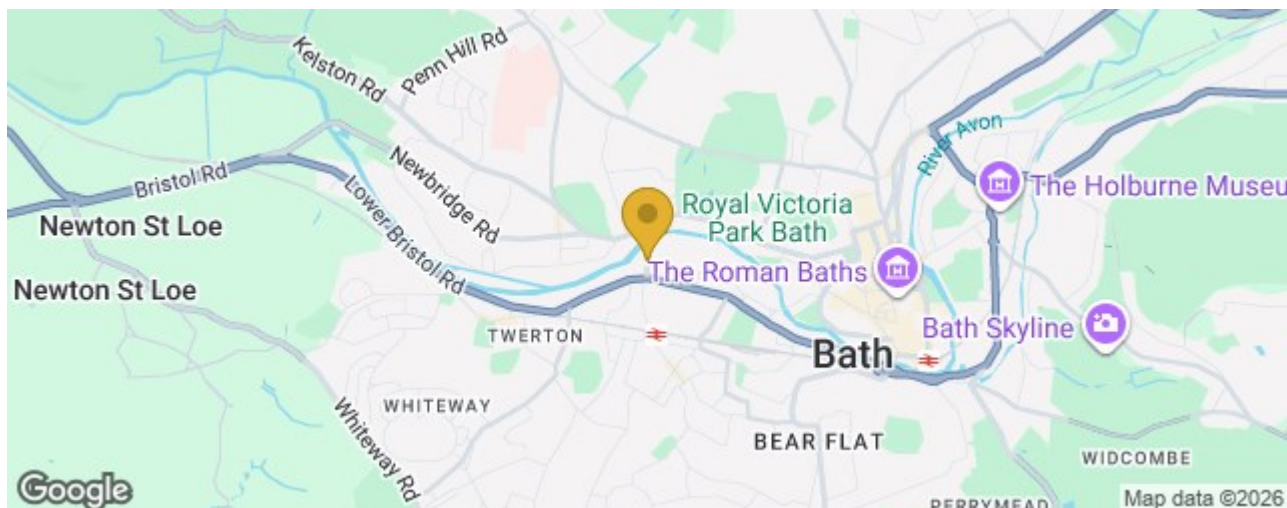 Kelston Rd
Penn Hill Rd
River Avon
Bristol Rd
Newbridge Rd
The Holburne Museu
Lower Bristol Rd
Royal Victoria
Park Bath
Newton St Loe
The Roman Baths
Newton St Loe
Bath Skyline
TWERTON
Bath
WHITEWAY
Whiteway Rd
BEAR FLAT
WIDCOMBE
Google
PERRYMEAD
Map data ©2026